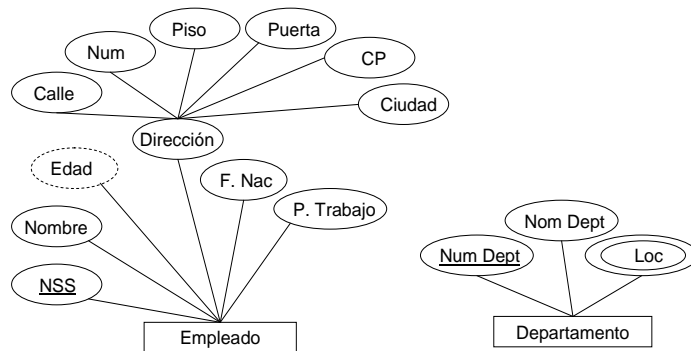 Piso
Puerta
Num
CP
Calle
Ciudad
Dirección
Edad
F. Nac
P. Trabajo
Nombre
Nom Dept
NSS
Num Dept
Loc
Empleado
Departamento